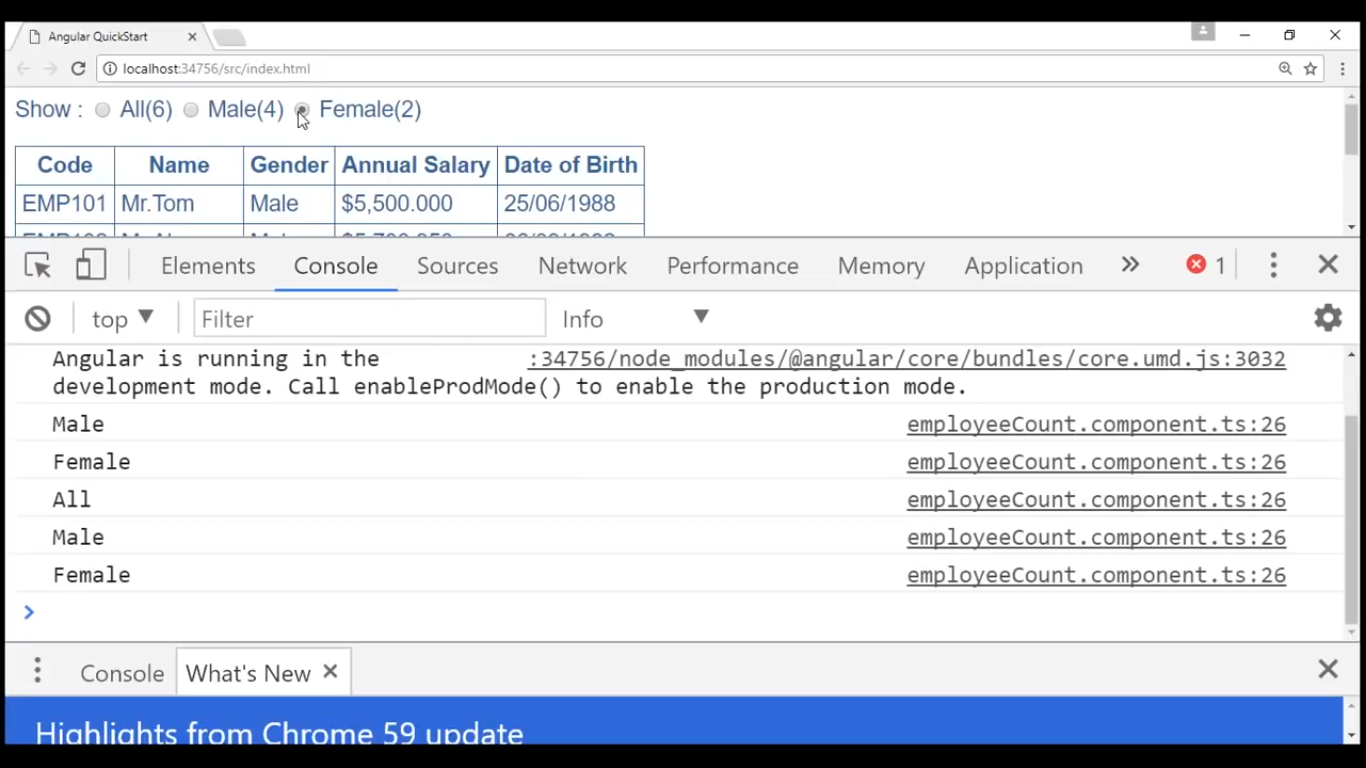 Angular QuickStart
localhost:34756/src/index.html
Show : All(6) Male(4) Female(2)
Code Name Gender Annual Salary Date of Birth
EMP101 Mr.Tom Male $5,500.000 25/06/1988
Elements Console Sources Network Performance Memory Application » 1
top Filter Info
Angular is running in the :34756/node_modules/@angular/core/bundles/core.umd.js:3032
development mode. Call enableProdMode() to enable the production mode.
Male employeeCount.component.ts:26
Female employeeCount.component.ts:26
All employeeCount.component.ts:26
Male employeeCount.component.ts:26
Female employeeCount.component.ts:26
Console What's New
Highlights from Chrome 59 update